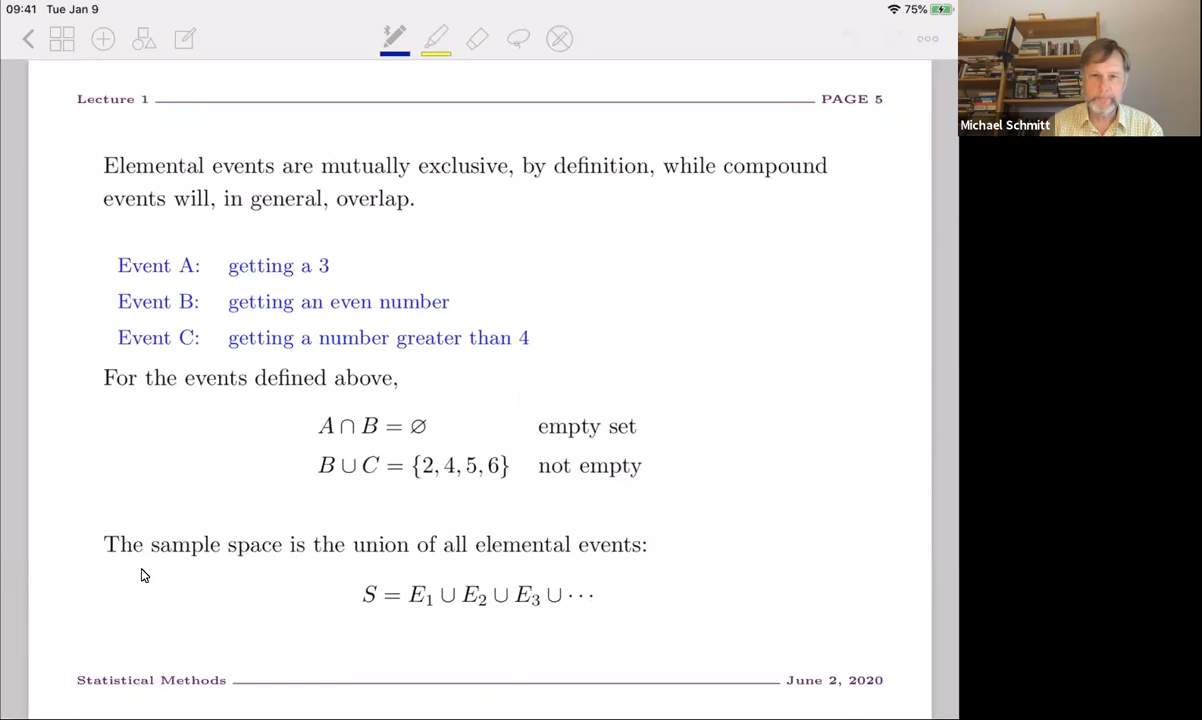 09:41 Tue Jan 9
75%
Michael Schmitt
Lecture 1 PAGE 5
Elemental events are mutually exclusive, by definition, while compound
events will, in general, overlap.
Event A: getting a 3
Event B: getting an even number
Event C: getting a number greater than 4
For the events defined above,
A ∩ B = ∅ empty set
B ∪ C = {2, 4, 5, 6} not empty
The sample space is the union of all elemental events:
S = E₁ ∪ E₂ ∪ E₃ ∪ ···
Statistical Methods June 2, 2020